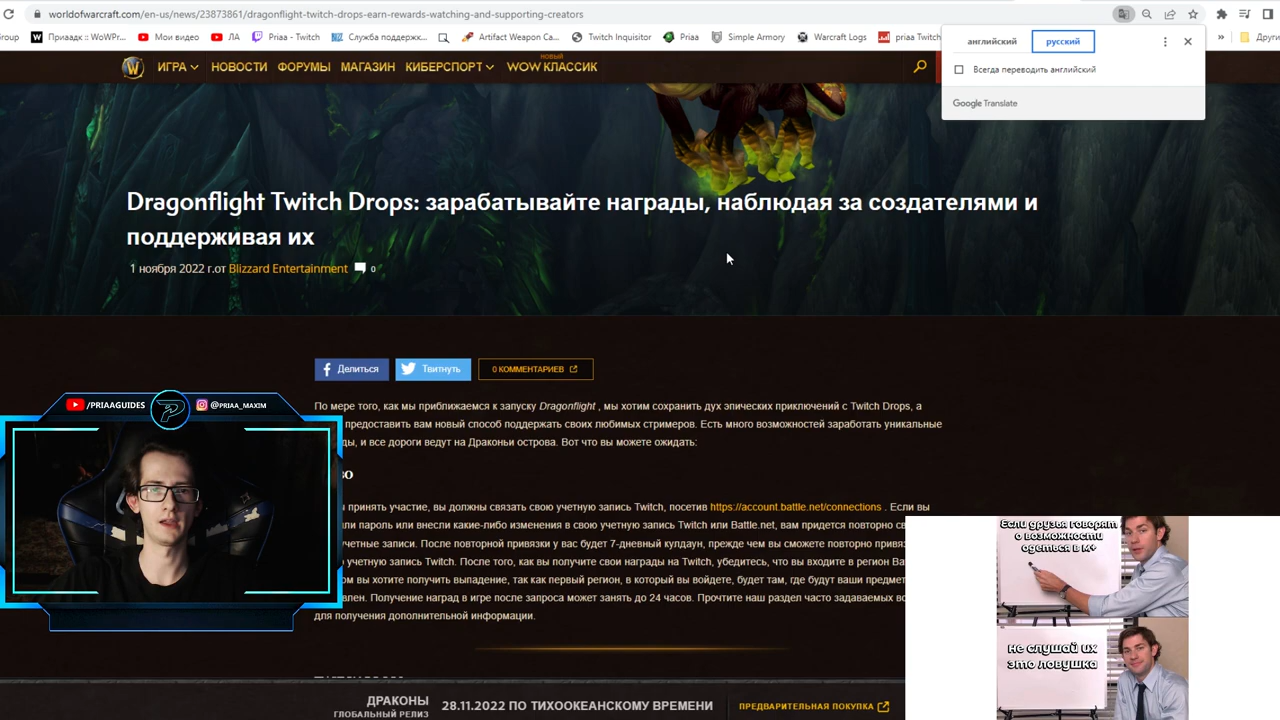 worldofwarcraft.com/en-us/news/23873861/dragonflight-twitch-drops-earn-rewards-watching-and-supporting-creators
Group Приаадк :: WoWPr... Мои видео ЛА Priaa - Twitch Служба поддержк... Artifact Weapon Ca... Twitch Inquisitor Priaa Simple Armory Warcraft Logs priaa Twitch » Други
английский русский
Всегда переводить английский
Google Translate
ИГРА НОВОСТИ ФОРУМЫ МАГАЗИН КИБЕРСПОРТ НОВЫЙ WOW КЛАССИК
Dragonflight Twitch Drops: зарабатывайте награды, наблюдая за создателями и
поддерживая их
1 ноября 2022 г.от Blizzard Entertainment 0
Делиться Твитнуть 0 КОММЕНТАРИЕВ
/PRIAAGUIDES @PRIAA_MAXIM
По мере того, как мы приближаемся к запуску Dragonflight , мы хотим сохранить дух эпических приключений с Twitch Drops, а
предоставить вам новый способ поддержать своих любимых стримеров. Есть много возможностей заработать уникальные
ды, и все дороги ведут на Драконьи острова. Вот что вы можете ожидать:
во
принять участие, вы должны связать свою учетную запись Twitch, посетив https://account.battle.net/connections . Если вы
ли пароль или внесли какие-либо изменения в свою учетную запись Twitch или Battle.net, вам придется повторно св
учетные записи. После повторной привязки у вас будет 7-дневный кулдаун, прежде чем вы сможете повторно привяз
учетную запись Twitch. После того, как вы получите свои награды на Twitch, убедитесь, что вы входите в регион Ba
м вы хотите получить выпадение, так как первый регион, в который вы войдете, будет там, где будут ваши предмет
влен. Получение наград в игре после запроса может занять до 24 часов. Прочтите наш раздел часто задаваемых во
для получения дополнительной информации.
Если друзья говорят
о возможности
одеться в м+
не слушай их
это ловушка
ДРАКОНЫ
ГЛОБАЛЬНЫЙ РЕЛИЗ
28.11.2022 ПО ТИХООКЕАНСКОМУ ВРЕМЕНИ
ПРЕДВАРИТЕЛЬНАЯ ПОКУПКА